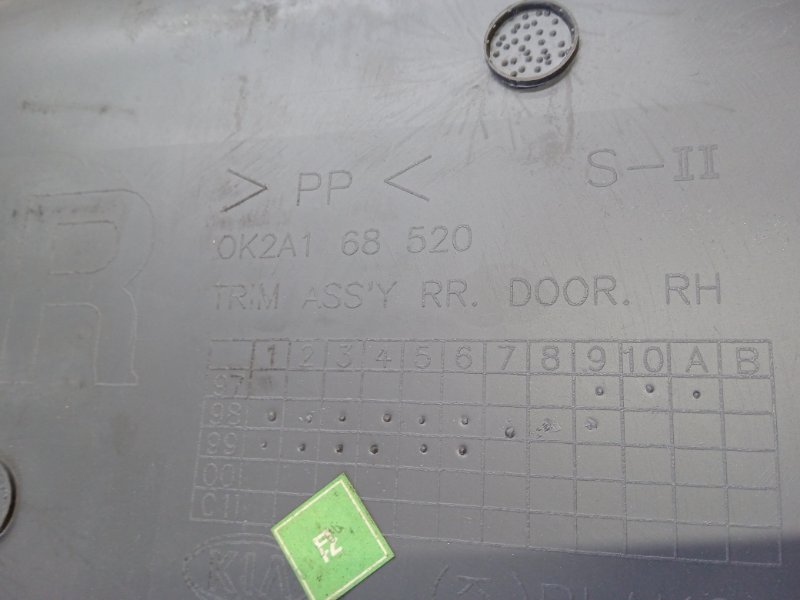 R
> PP <
S-II
0K2A1 68 520
TRIM ASS'Y RR. DOOR. RH
1 2 3 4 5 6 7 8 9 10 A B
97
98
99
00
01
KIA